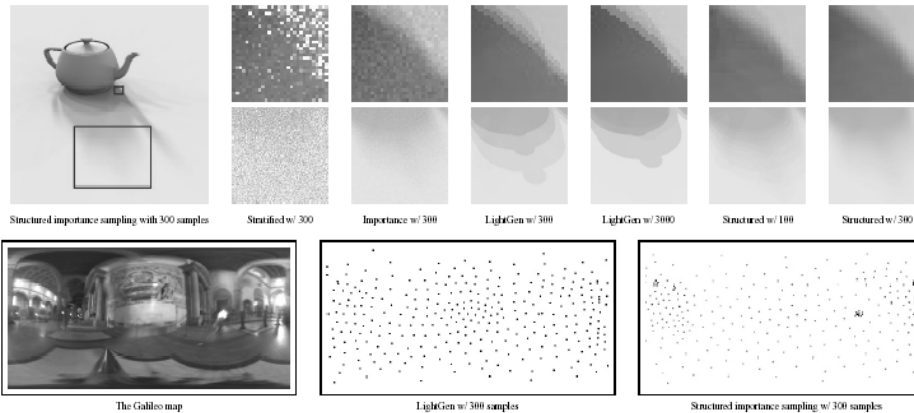 Structured importance sampling with 300 samples
Stratified w/ 300
Importance w/ 300
LightGen w/ 300
LightGen w/ 3000
Structured w/ 100
Structured w/ 300
The Galileo map
LightGen w/ 300 samples
Structured importance sampling w/ 300 samples